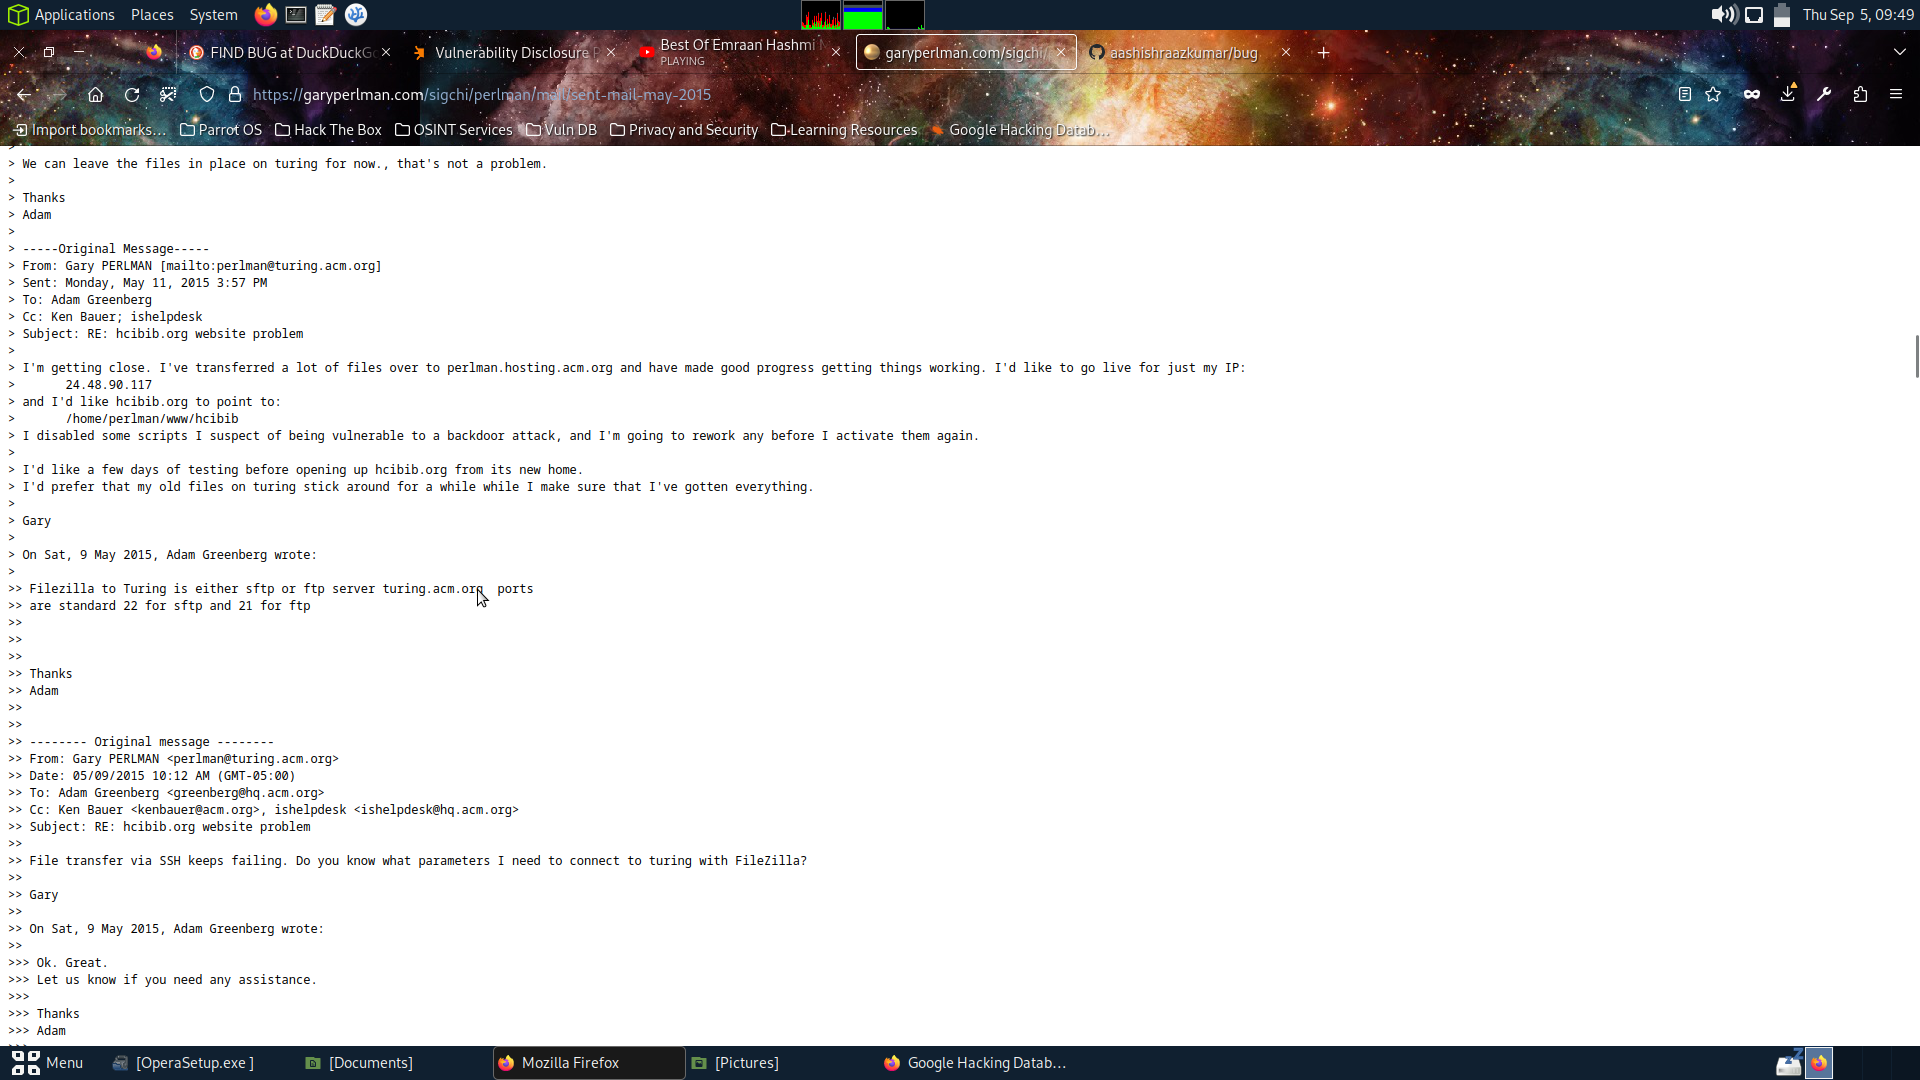 Applications Places System Thu Sep 5, 09:49
FIND BUG at DuckDuckG
Vulnerability Disclosure
Best Of Emraan Hashmi
PLAYING
garyperlman.com/sigchi/
aashishraazkumar/bug
https://garyperlman.com/sigchi/perlman/mail/sent-mail-may-2015
Import bookmarks... Parrot OS Hack The Box OSINT Services Vuln DB Privacy and Security Learning Resources Google Hacking Datab...
> We can leave the files in place on turing for now., that's not a problem.
>
> Thanks
> Adam
>
> -----Original Message-----
> From: Gary PERLMAN [mailto:perlman@turing.acm.org]
> Sent: Monday, May 11, 2015 3:57 PM
> To: Adam Greenberg
> Cc: Ken Bauer; ishelpdesk
> Subject: RE: hcibib.org website problem
>
> I'm getting close. I've transferred a lot of files over to perlman.hosting.acm.org and have made good progress getting things working. I'd like to go live for just my IP:
> 24.48.90.117
> and I'd like hcibib.org to point to:
> /home/perlman/www/hcibib
> I disabled some scripts I suspect of being vulnerable to a backdoor attack, and I'm going to rework any before I activate them again.
>
> I'd like a few days of testing before opening up hcibib.org from its new home.
> I'd prefer that my old files on turing stick around for a while while I make sure that I've gotten everything.
>
> Gary
>
> On Sat, 9 May 2015, Adam Greenberg wrote:
>
>> Filezilla to Turing is either sftp or ftp server turing.acm.org ports
>> are standard 22 for sftp and 21 for ftp
>>
>>
>>
>> Thanks
>> Adam
>>
>>
>> -------- Original message --------
>> From: Gary PERLMAN <perlman@turing.acm.org>
>> Date: 05/09/2015 10:12 AM (GMT-05:00)
>> To: Adam Greenberg <greenberg@hq.acm.org>
>> Cc: Ken Bauer <kenbauer@acm.org>, ishelpdesk <ishelpdesk@hq.acm.org>
>> Subject: RE: hcibib.org website problem
>>
>> File transfer via SSH keeps failing. Do you know what parameters I need to connect to turing with FileZilla?
>>
>> Gary
>>
>> On Sat, 9 May 2015, Adam Greenberg wrote:
>>
>>> Ok. Great.
>>> Let us know if you need any assistance.
>>>
>>> Thanks
>>> Adam
Menu [OperaSetup.exe ] [Documents] Mozilla Firefox [Pictures] Google Hacking Datab...